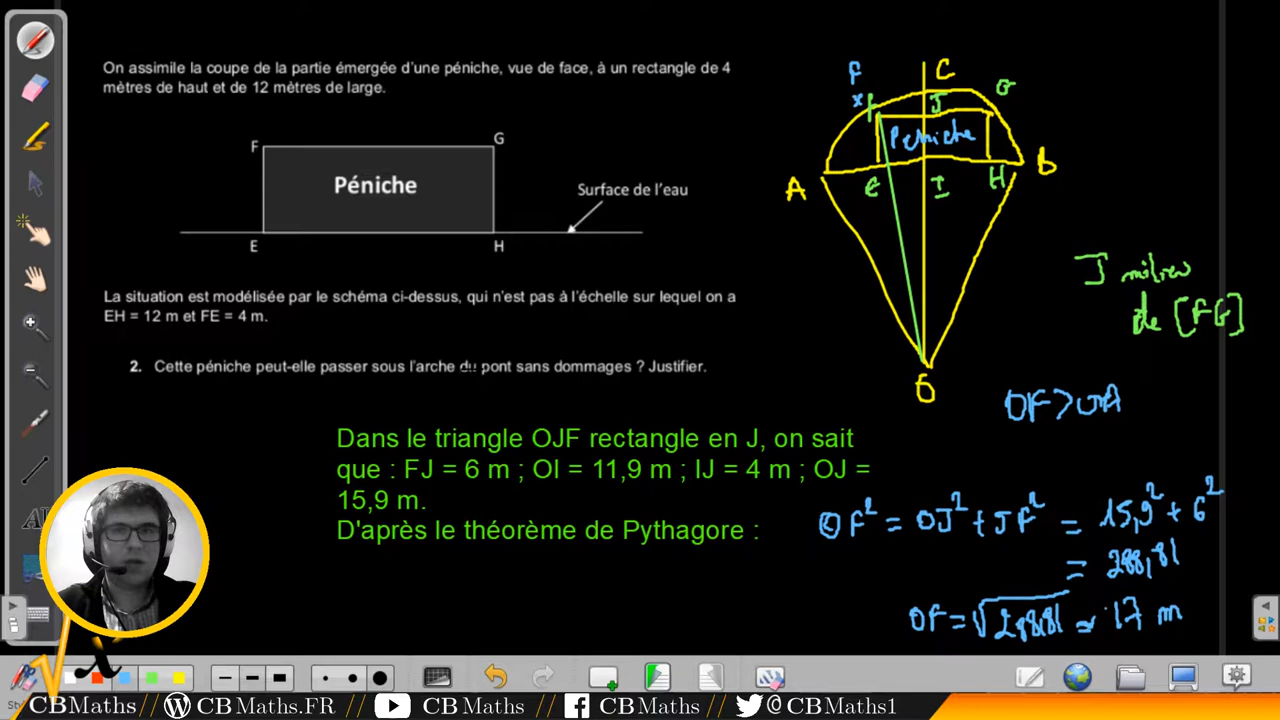 On assimile la coupe de la partie émergée d'une péniche, vue de face, à un rectangle de 4
mètres de haut et de 12 mètres de large.
F
G
Péniche
Surface de l'eau
E
H
La situation est modélisée par le schéma ci-dessus, qui n'est pas à l'échelle sur lequel on a
EH = 12 m et FE = 4 m.
2. Cette péniche peut-elle passer sous l'arche du pont sans dommages ? Justifier.
F
C
G
x
F
J
Péniche
A
E
I
H
B
O
J milieu
de [FG]
OF > OA
Dans le triangle OJF rectangle en J, on sait
que : FJ = 6 m ; OI = 11,9 m ; IJ = 4 m ; OJ =
15,9 m.
D'après le théorème de Pythagore :
OF² = OJ² + JF² = 15,9² + 6²
= 288,81
OF = √288,81 ≈ 17 m
CBMaths
CBMaths.FR
CBMaths
CBMaths
@CBMaths1